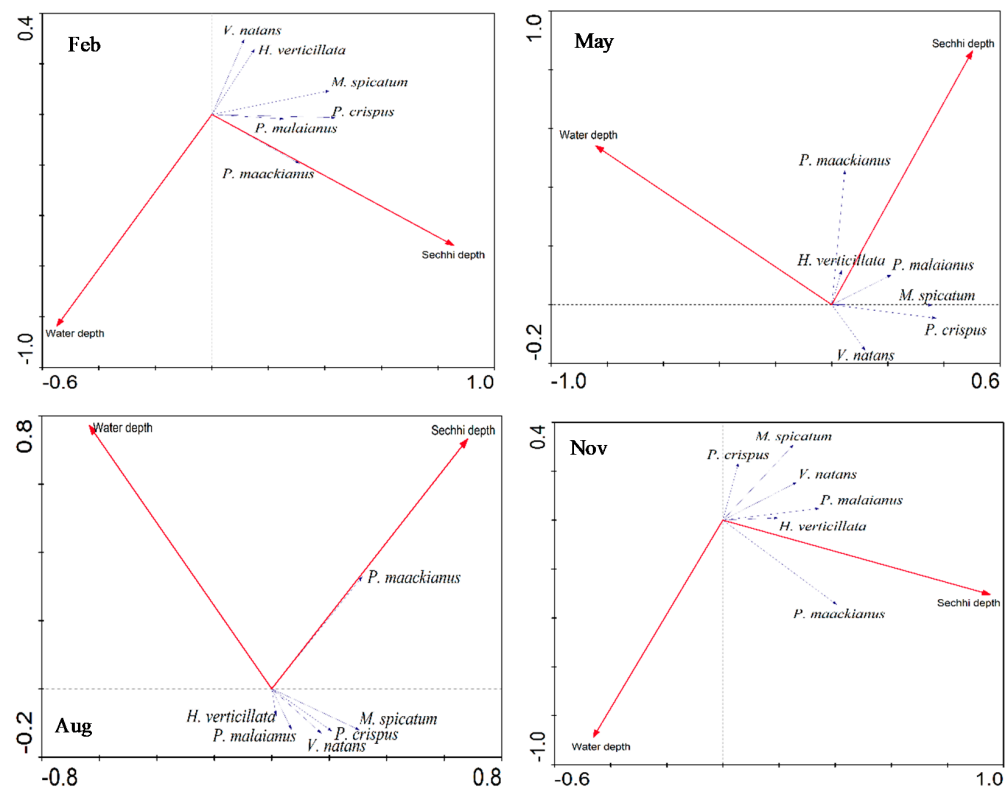 0.4
Feb
V. natans
H. verticillata
M. spicatum
P. crispus
P. malaianus
P. maackianus
Sechhi depth
Water depth
-1.0
-0.6
1.0
1.0
May
Sechhi depth
Water depth
P. maackianus
H. verticillata
P. malaianus
M. spicatum
P. crispus
V. natans
-0.2
-1.0
0.6
0.8
Water depth
Sechhi depth
P. maackianus
H. verticillata
M. spicatum
P. malaianus
P. crispus
V. natans
Aug
-0.2
-0.8
0.8
0.4
Nov
M. spicatum
P. crispus
V. natans
P. malaianus
H. verticillata
Sechhi depth
P. maackianus
Water depth
-1.0
-0.6
1.0